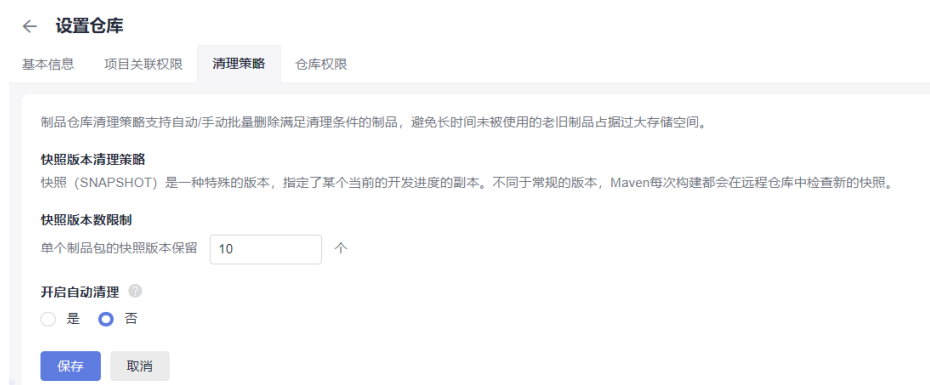 ← 设置仓库
基本信息 项目关联权限 清理策略 仓库权限
制品仓库清理策略支持自动/手动批量删除满足清理条件的制品，避免长时间未被使用的老旧制品占据过大存储空间。
快照版本清理策略
快照（SNAPSHOT）是一种特殊的版本，指定了某个当前的开发进度的副本。不同于常规的版本，Maven每次构建都会在远程仓库中检查新的快照。
快照版本数限制
单个制品包的快照版本保留 10 个
开启自动清理 ?
是 否
保存 取消